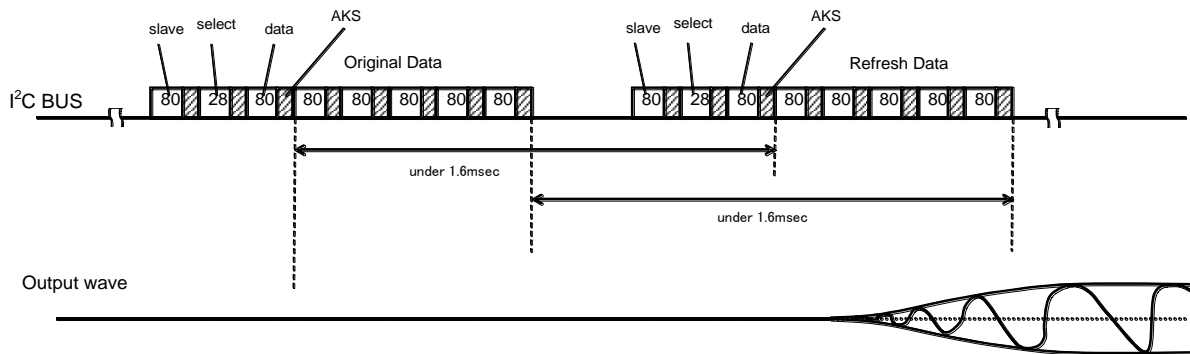 slave select data AKS
Original Data
slave select data AKS
Refresh Data
I²C BUS
80 28 80 80 80 80 80 80
80 28 80 80 80 80 80 80
under 1.6msec
under 1.6msec
Output wave